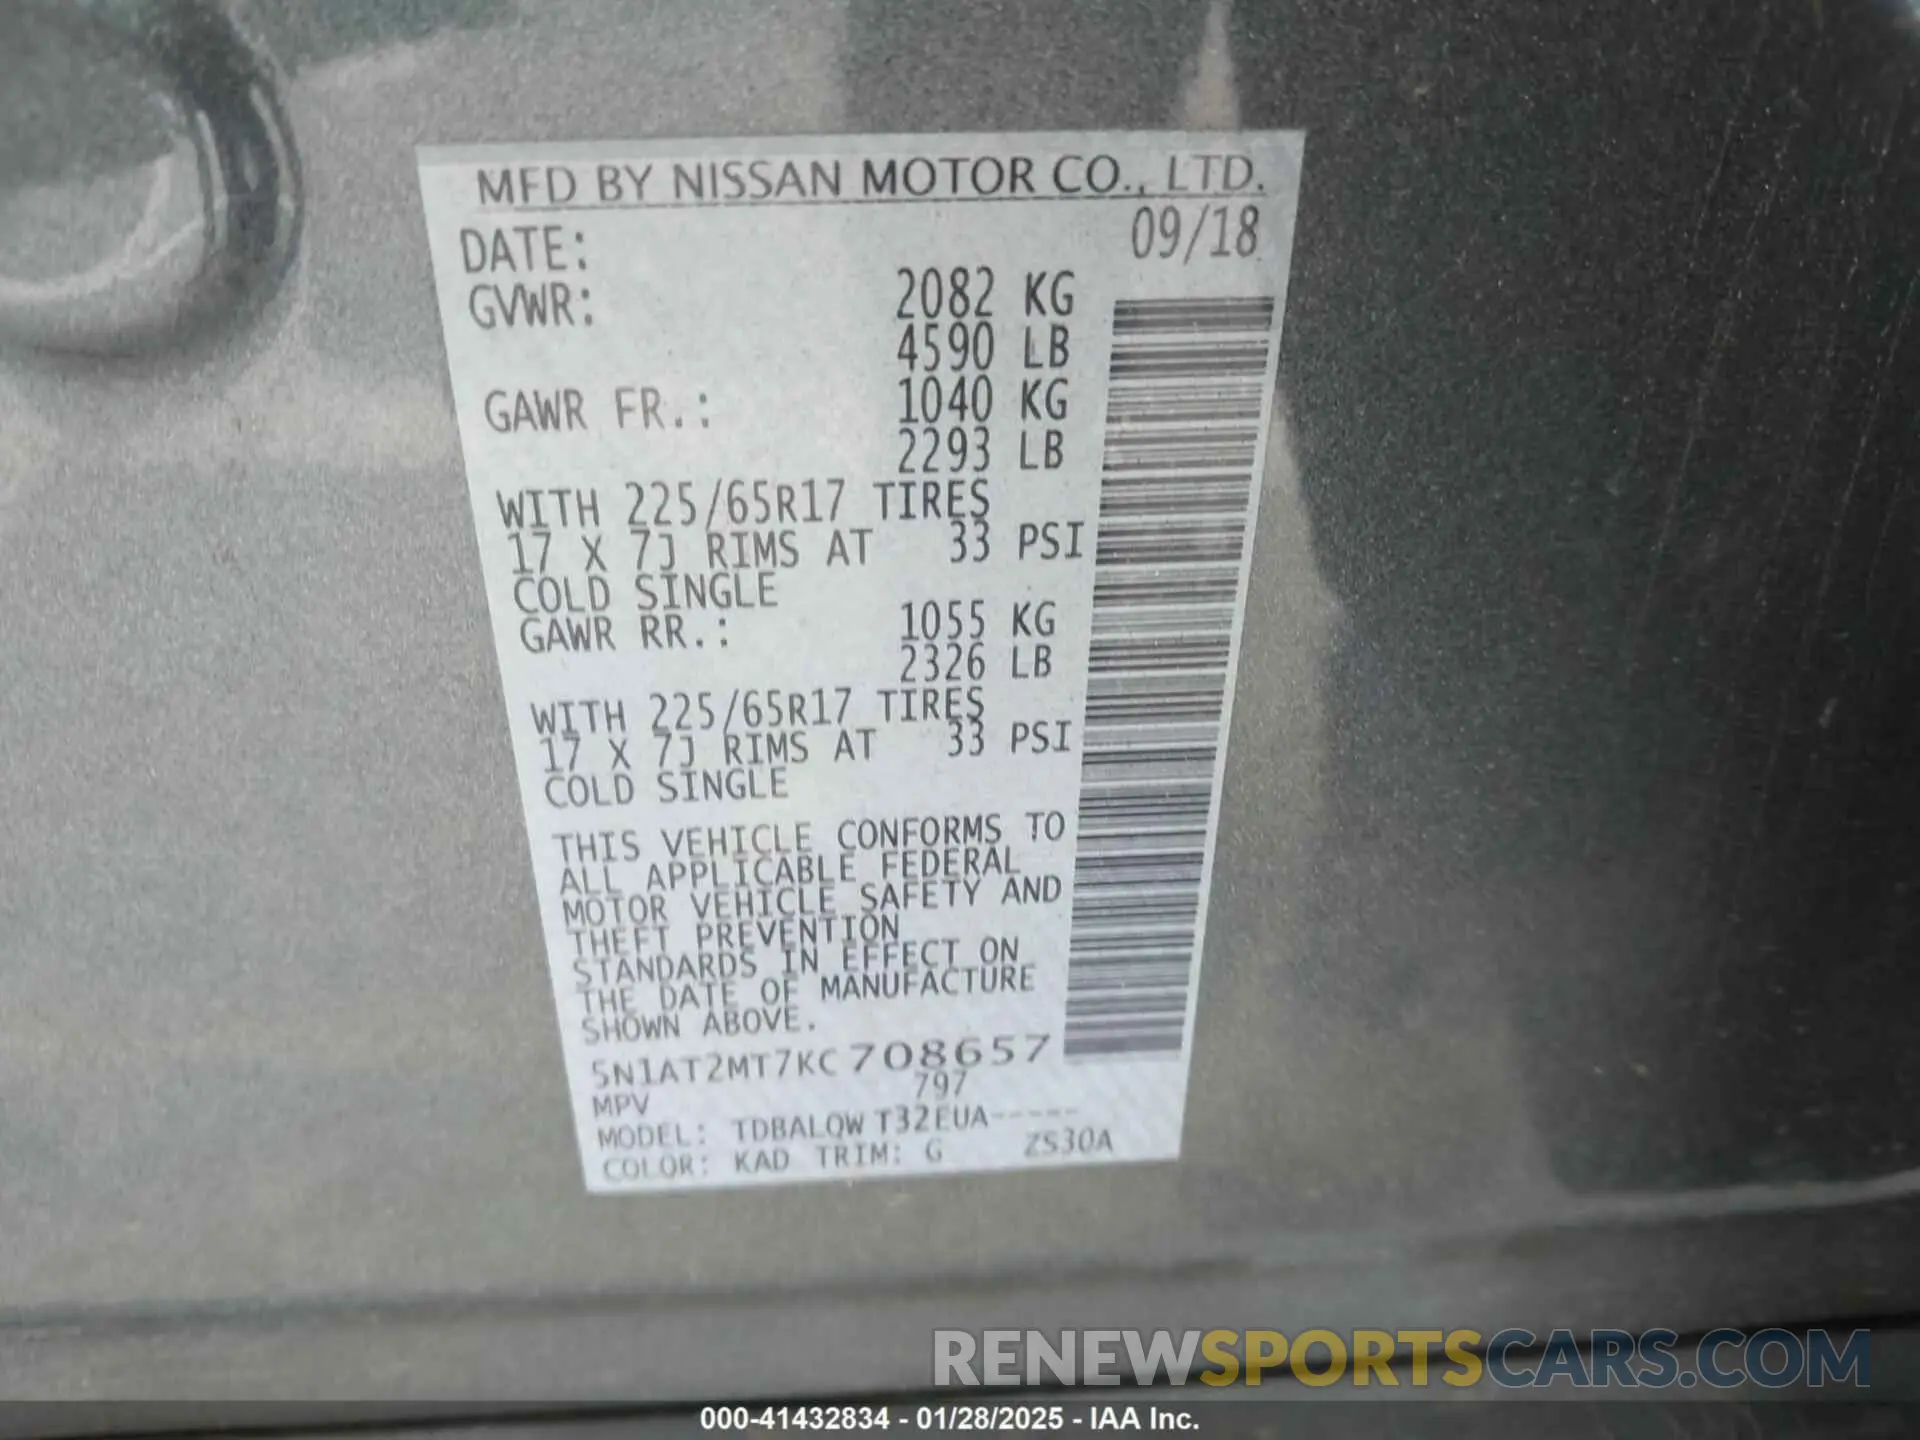 MFD BY NISSAN MOTOR CO., LTD.
DATE: 09/18
GVWR: 2082 KG
4590 LB
GAWR FR.: 1040 KG
2293 LB
WITH 225/65R17 TIRES
17 X 7J RIMS AT 33 PSI
COLD SINGLE
GAWR RR.: 1055 KG
2326 LB
WITH 225/65R17 TIRES
17 X 7J RIMS AT 33 PSI
COLD SINGLE
THIS VEHICLE CONFORMS TO
ALL APPLICABLE FEDERAL
MOTOR VEHICLE SAFETY AND
THEFT PREVENTION
STANDARDS IN EFFECT ON
THE DATE OF MANUFACTURE
SHOWN ABOVE.
5N1AT2MT7KC708657
MPV 797
MODEL: TDBALQW T32EUA-----
COLOR: KAD TRIM: G ZS30A
RENEWSPORTSCARS.COM
000-41432834 - 01/28/2025 - IAA Inc.